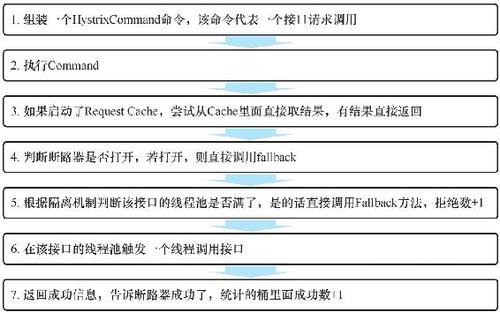 1. 组装一个HystrixCommand命令，该命令代表一个接口请求调用
2. 执行Command
3. 如果启动了Request Cache，尝试从Cache里面直接取结果，有结果直接返回
4. 判断断路器是否打开，若打开，则直接调用fallback
5. 根据隔离机制判断该接口的线程池是否满了，是的话直接调用Fallback方法，拒绝数+1
6. 在该接口的线程池触发一个线程调用接口
7. 返回成功信息，告诉断路器成功了，统计的桶里面成功数+1